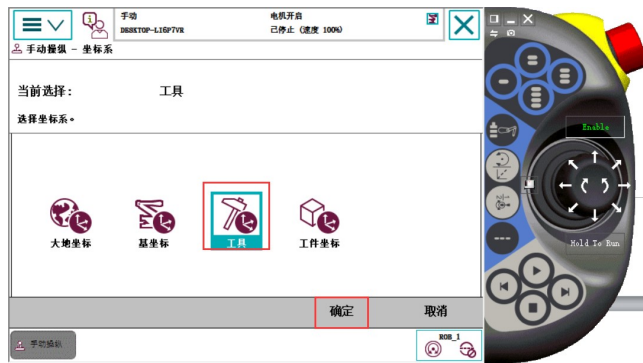 手动
DESKTOP-LI6P7VR
电机开启
已停止 (速度 100%)
手动操纵 - 坐标系
当前选择:
工具
选择坐标系。
大地坐标
基坐标
工具
工件坐标
确定
取消
手动操纵
ROB_1
Enable
Hold To Run